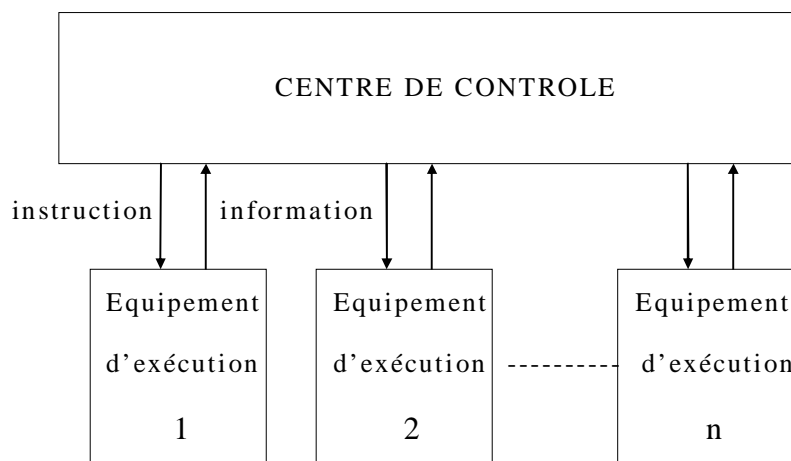 CENTRE DE CONTROLE
instruction
information
Equipement
d’exécution
1
Equipement
d’exécution
2
Equipement
d’exécution
n